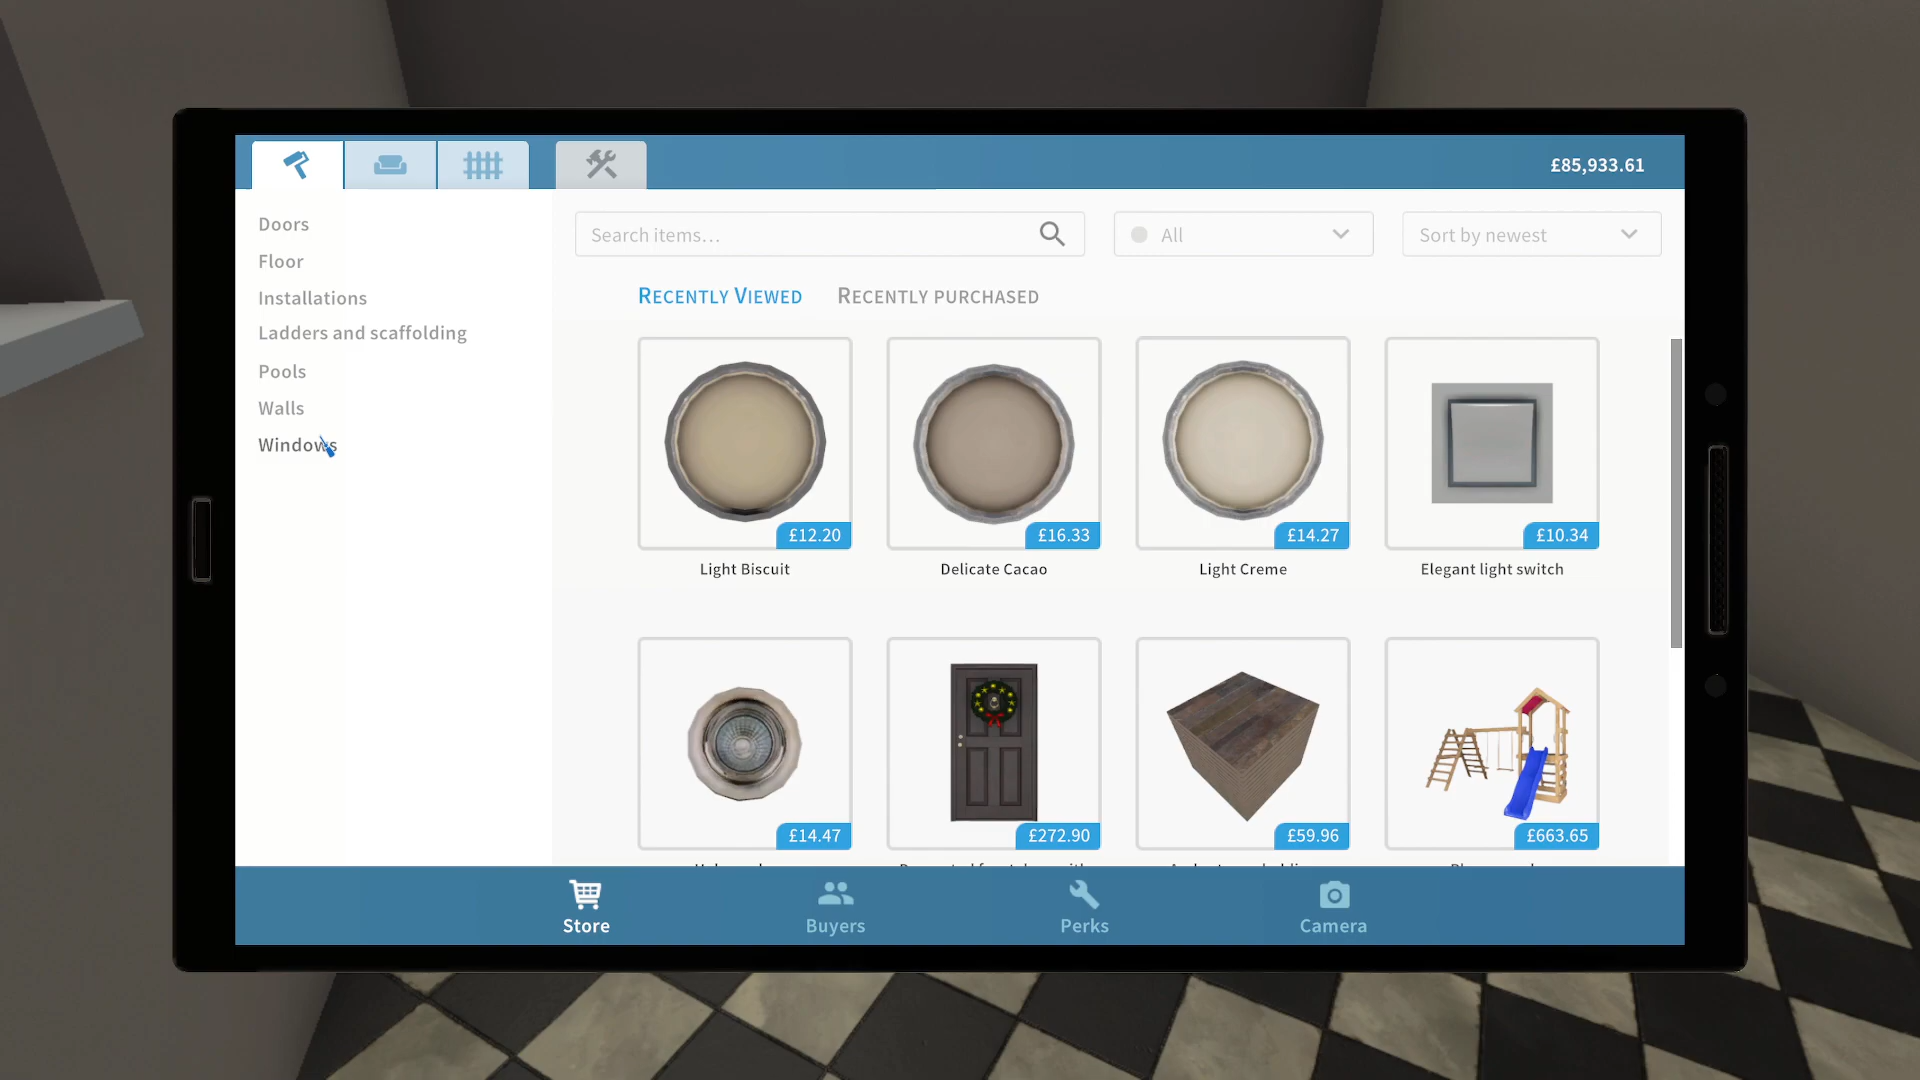 £85,933.61
Doors
Floor
Installations
Ladders and scaffolding
Pools
Walls
Windows
Search items...
All
Sort by newest
RECENTLY VIEWED
RECENTLY PURCHASED
£12.20
£16.33
£14.27
£10.34
Light Biscuit
Delicate Cacao
Light Creme
Elegant light switch
£14.47
£272.90
£59.96
£663.65
Store
Buyers
Perks
Camera